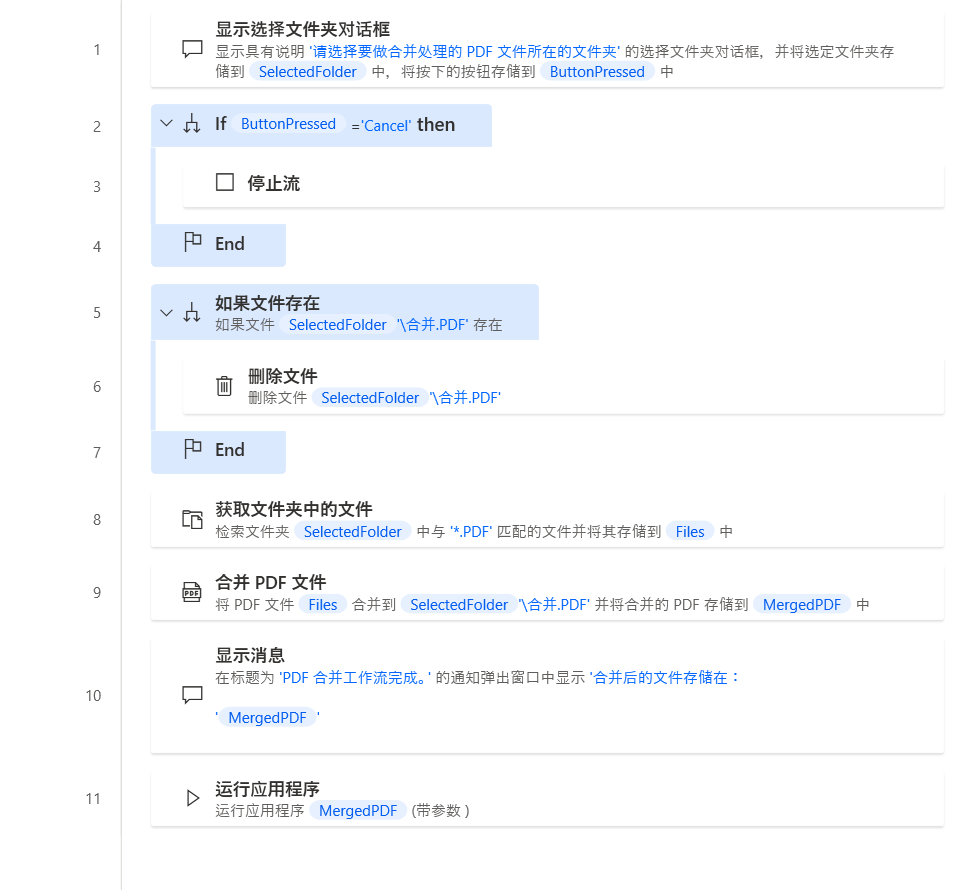 1
显示选择文件夹对话框
显示具有说明 '请选择要做合并处理的 PDF 文件所在的文件夹' 的选择文件夹对话框，并将选定文件夹存
储到 SelectedFolder 中，将按下的按钮存储到 ButtonPressed 中
2
If ButtonPressed ='Cancel' then
3
停止流
4
End
5
如果文件存在
如果文件 SelectedFolder '\合并.PDF' 存在
6
删除文件
删除文件 SelectedFolder '\合并.PDF'
7
End
8
获取文件夹中的文件
检索文件夹 SelectedFolder 中与 '*.PDF' 匹配的文件并将其存储到 Files 中
9
合并 PDF 文件
将 PDF 文件 Files 合并到 SelectedFolder '\合并.PDF' 并将合并的 PDF 存储到 MergedPDF 中
10
显示消息
在标题为 'PDF 合并工作流完成。' 的通知弹出窗口中显示 '合并后的文件存储在：
' MergedPDF '
11
运行应用程序
运行应用程序 MergedPDF (带参数 )